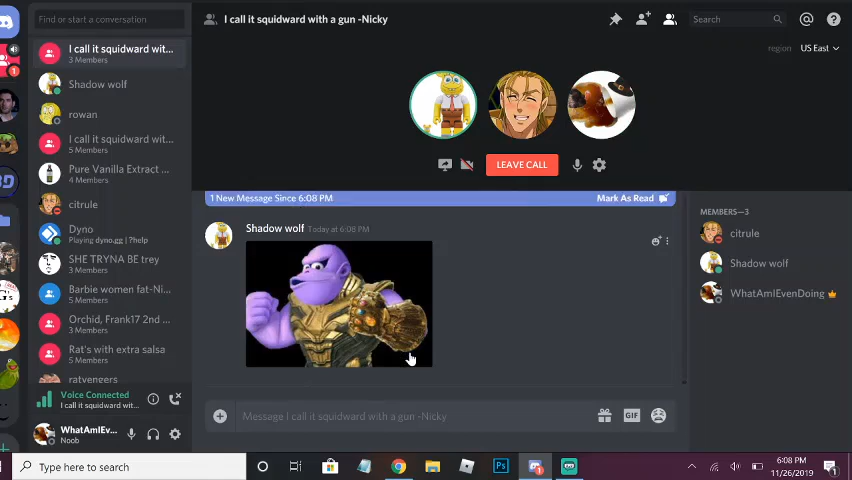 Find or start a conversation
I call it squidward with a gun -Nicky
Search
region US East
I call it squidward wit...
3 Members
Shadow wolf
rowan
I call it squidward wit...
5 Members
Pure Vanilla Extract ...
4 Members
citrule
Dyno
Playing dyno.gg | ?help
SHE TRYNA BE trey
3 Members
Barbie women fat-Ni...
8 Members
Orchid, Frank17 2nd ...
3 Members
Rat's with extra salsa
5 Members
ratvengers
Voice Connected
I call it squidward wit...
WhatAmIEv...
Noob
LEAVE CALL
1 New Message Since 6:08 PM
Mark As Read
Shadow wolf Today at 6:08 PM
Message I call it squidward with a gun -Nicky
GIF
MEMBERS—3
citrule
Shadow wolf
WhatAmIEvenDoing
Type here to search
Ps
6:08 PM
11/26/2019